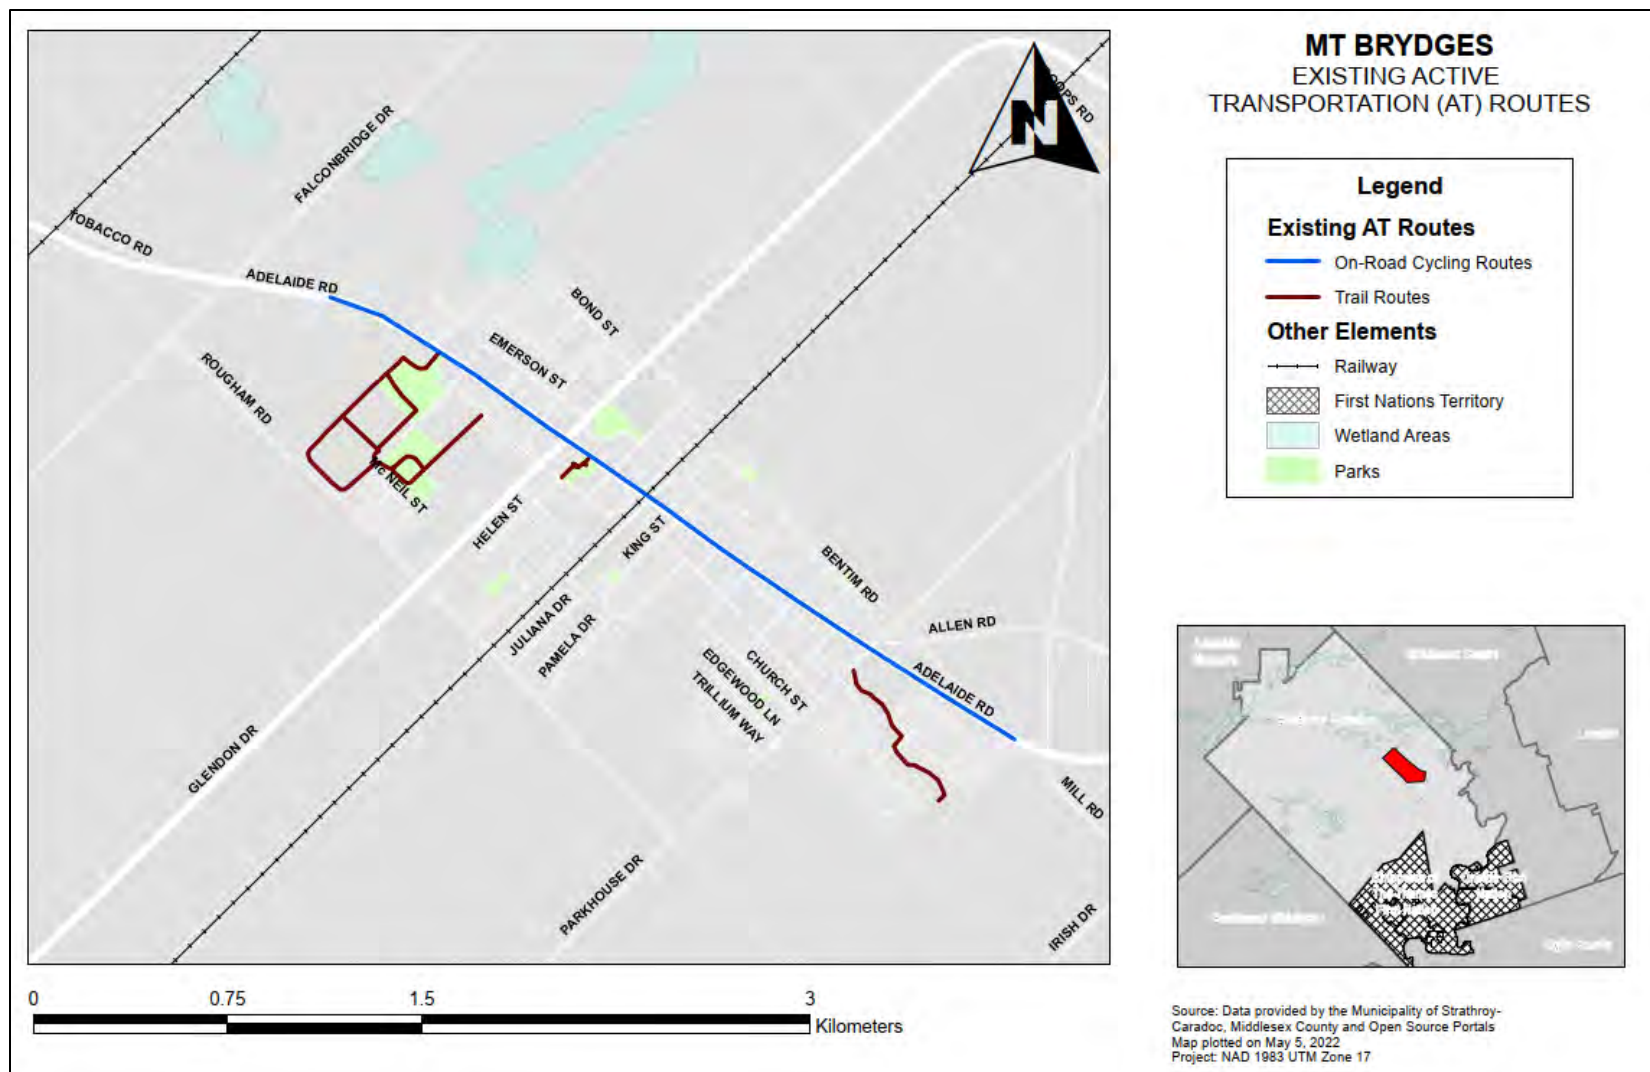 MT BRYDGES
EXISTING ACTIVE
TRANSPORTATION (AT) ROUTES
N
FALCONBRIDGE DR
TOBACCO RD
ADELAIDE RD
BOND ST
EMERSON ST
ROUGHAM RD
Mc NEIL ST
HELEN ST
KING ST
BENTIM RD
JULIANA DR
PAMELA DR
ALLEN RD
CHURCH ST
EDGEWOOD LN
TRILLIUM WAY
ADELAIDE RD
GLENDON DR
MILL RD
PARKHOUSE DR
IRISH DR
Legend
Existing AT Routes
On-Road Cycling Routes
Trail Routes
Other Elements
Railway
First Nations Territory
Wetland Areas
Parks
0 0.75 1.5 3
Kilometers
Source: Data provided by the Municipality of Strathroy-
Caradoc, Middlesex County and Open Source Portals
Map plotted on May 5, 2022
Project: NAD 1983 UTM Zone 17